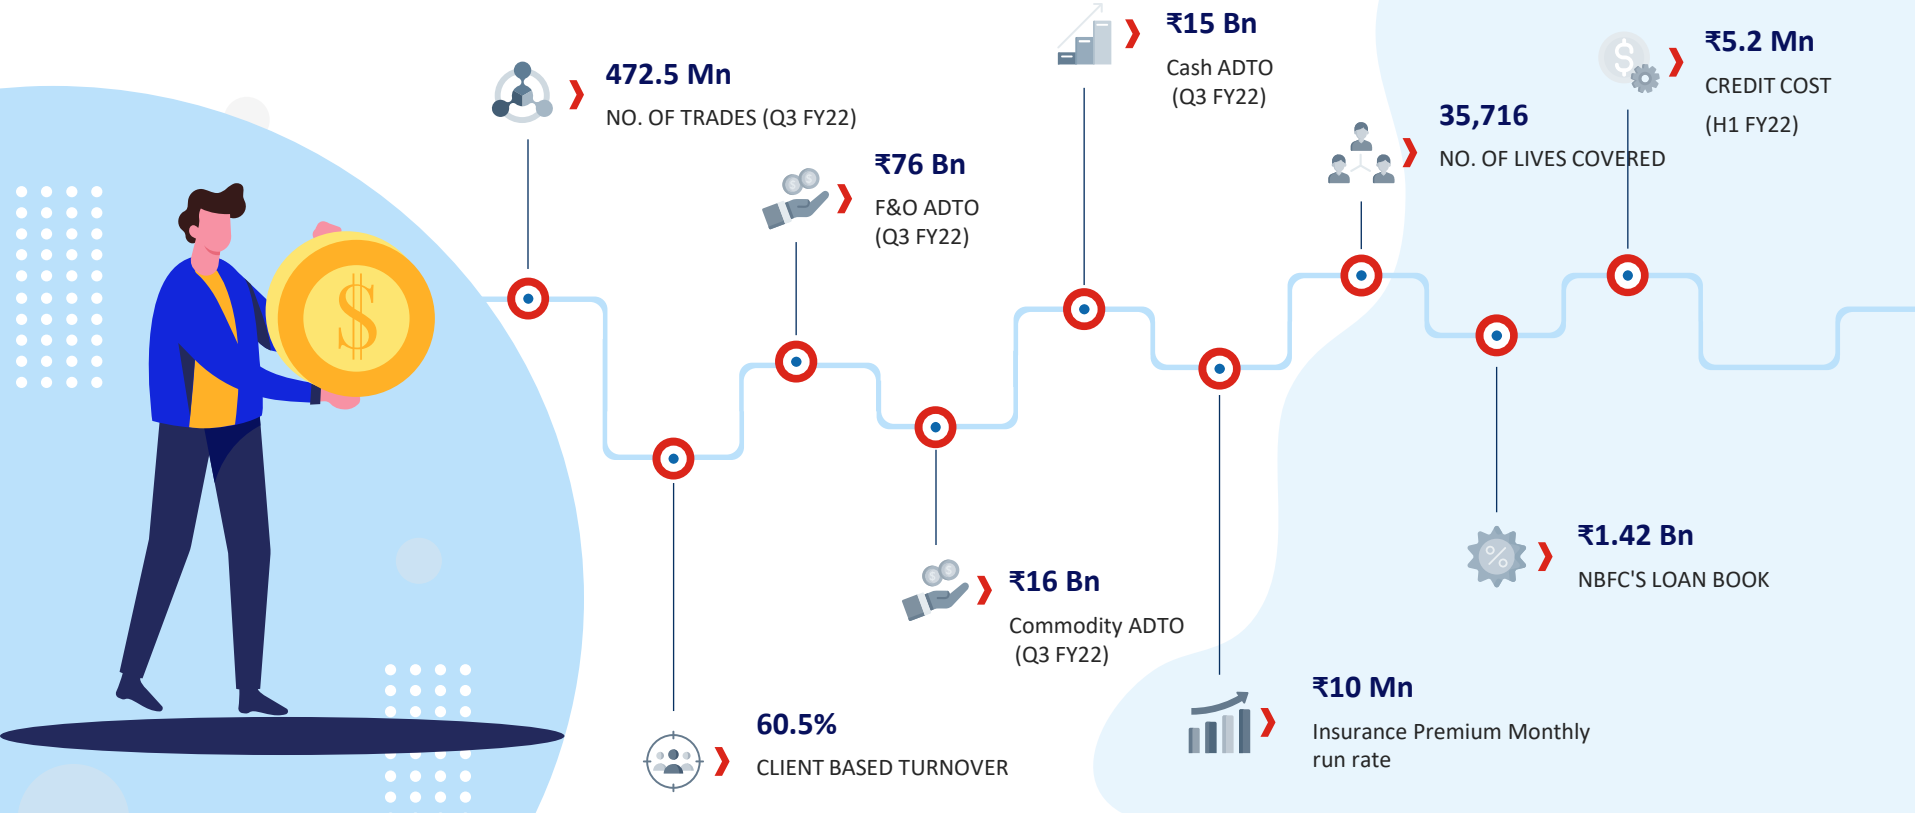 472.5 Mn
NO. OF TRADES (Q3 FY22)
60.5%
CLIENT BASED TURNOVER
₹76 Bn
F&O ADTO
(Q3 FY22)
₹16 Bn
Commodity ADTO
(Q3 FY22)
₹15 Bn
Cash ADTO
(Q3 FY22)
₹10 Mn
Insurance Premium Monthly
run rate
35,716
NO. OF LIVES COVERED
₹1.42 Bn
NBFC'S LOAN BOOK
₹5.2 Mn
CREDIT COST
(H1 FY22)